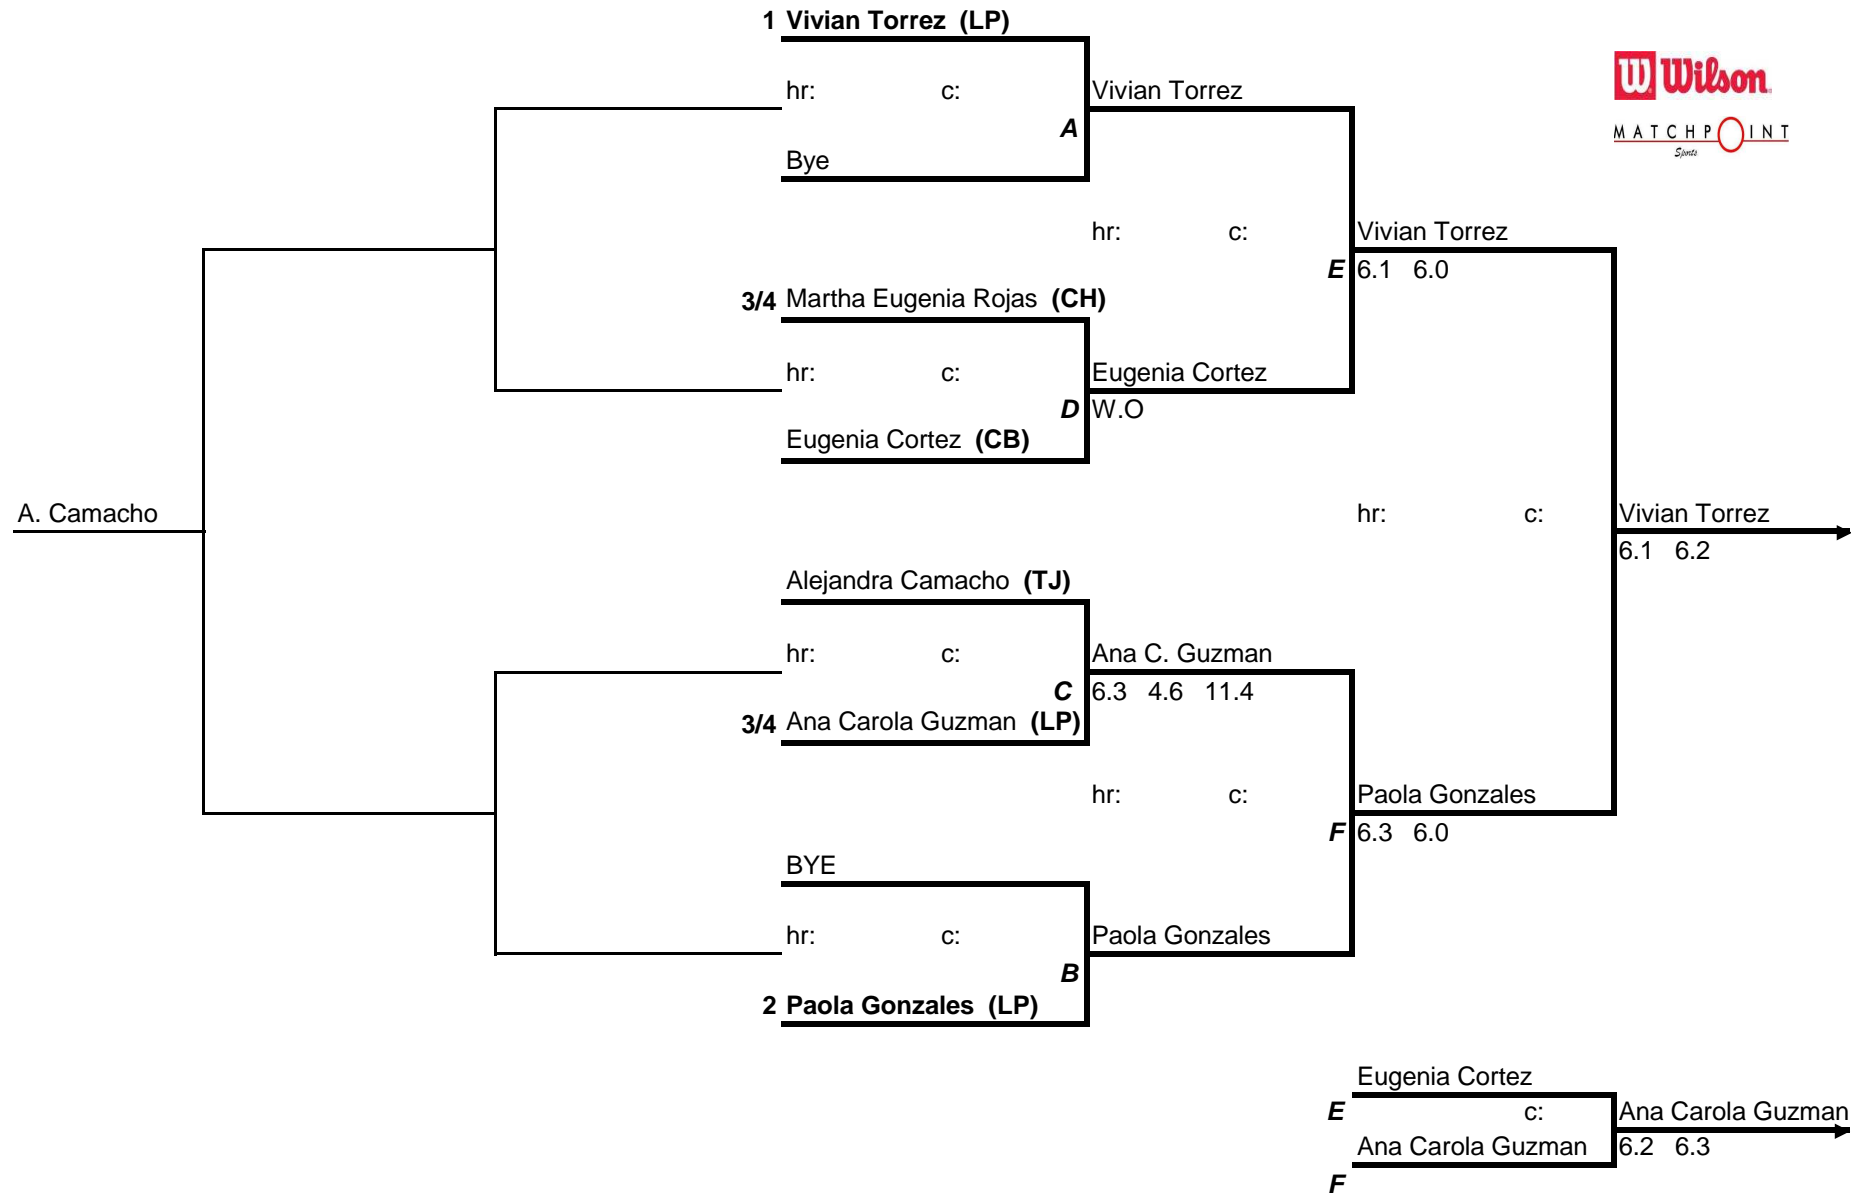 1 Vivian Torrez (LP)
W Wilson
hr: c: Vivian Torrez
A
MATCHPOINT
Sports
Bye
hr: c: Vivian Torrez
E 6.1 6.0
3/4 Martha Eugenia Rojas (CH)
hr: c: Eugenia Cortez
D W.O
Eugenia Cortez (CB)
A. Camacho hr: c: Vivian Torrez
6.1 6.2
Alejandra Camacho (TJ)
hr: c: Ana C. Guzman
C 6.3 4.6 11.4
3/4 Ana Carola Guzman (LP)
hr: c: Paola Gonzales
F 6.3 6.0
BYE
hr: c: Paola Gonzales
B
2 Paola Gonzales (LP)
Eugenia Cortez
E c: Ana Carola Guzman
Ana Carola Guzman 6.2 6.3
F